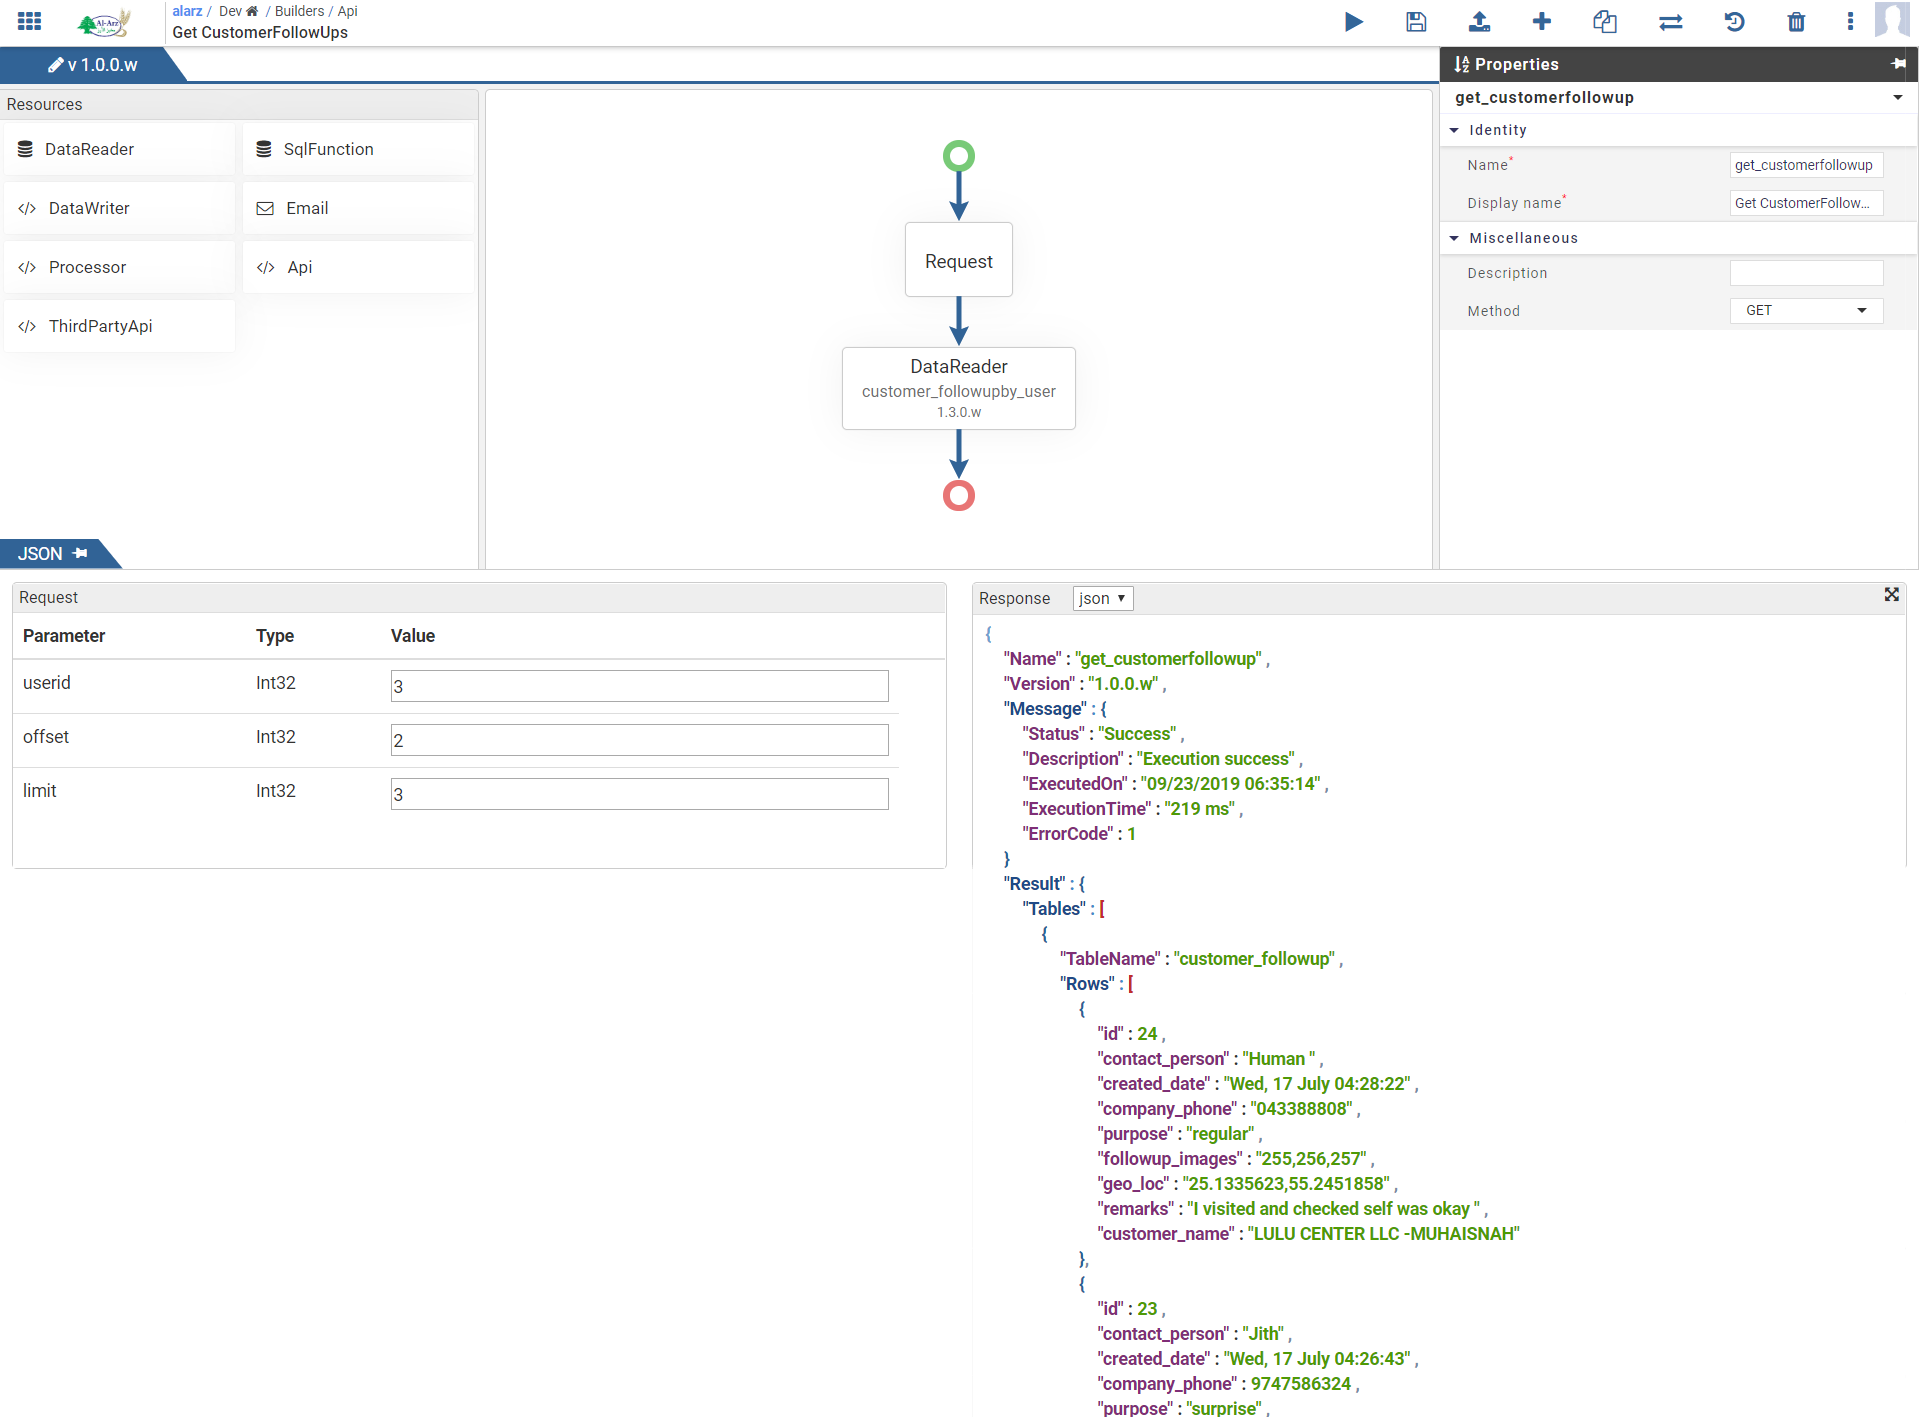 Al-Arz
alarz / Dev / Builders / Api
Get CustomerFollowUps
v 1.0.0.w
Resources
DataReader
SqlFunction
DataWriter
Email
Processor
Api
ThirdPartyApi
Request
DataReader
customer_followupby_user
1.3.0.w
Properties
get_customerfollowup
Identity
Name*
get_customerfollowup
Display name*
Get CustomerFollow...
Miscellaneous
Description
Method
GET
JSON
Request
Parameter Type Value
userid Int32 3
offset Int32 2
limit Int32 3
Response json
{
"Name" : "get_customerfollowup" ,
"Version" : "1.0.0.w" ,
"Message" : {
"Status" : "Success" ,
"Description" : "Execution success" ,
"ExecutedOn" : "09/23/2019 06:35:14" ,
"ExecutionTime" : "219 ms" ,
"ErrorCode" : 1
}
"Result" : {
"Tables" : [
{
"TableName" : "customer_followup" ,
"Rows" : [
{
"id" : 24 ,
"contact_person" : "Human " ,
"created_date" : "Wed, 17 July 04:28:22" ,
"company_phone" : "043388808" ,
"purpose" : "regular" ,
"followup_images" : "255,256,257" ,
"geo_loc" : "25.1335623,55.2451858" ,
"remarks" : "I visited and checked self was okay " ,
"customer_name" : "LULU CENTER LLC -MUHAISNAH"
},
{
"id" : 23 ,
"contact_person" : "Jith" ,
"created_date" : "Wed, 17 July 04:26:43" ,
"company_phone" : 9747586324 ,
"purpose" : "surprise" ,